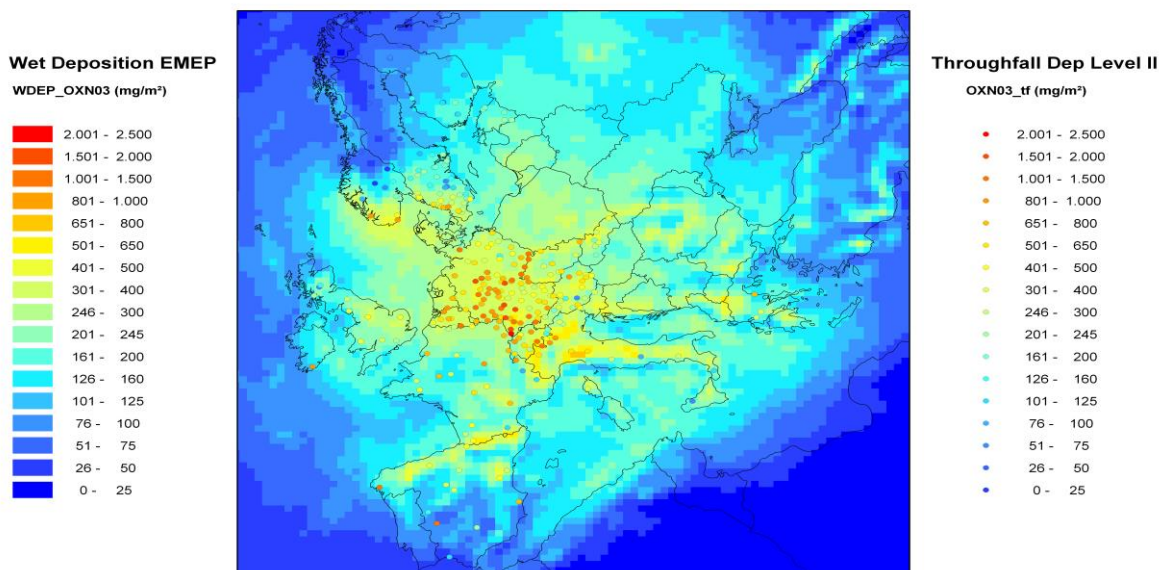 Wet Deposition EMEP
WDEP_OXN03 (mg/m²)
2.001 - 2.500
1.501 - 2.000
1.001 - 1.500
801 - 1.000
651 - 800
501 - 650
401 - 500
301 - 400
246 - 300
201 - 245
161 - 200
126 - 160
101 - 125
76 - 100
51 - 75
26 - 50
0 - 25
Throughfall Dep Level II
OXN03_tf (mg/m²)
2.001 - 2.500
1.501 - 2.000
1.001 - 1.500
801 - 1.000
651 - 800
501 - 650
401 - 500
301 - 400
246 - 300
201 - 245
161 - 200
126 - 160
101 - 125
76 - 100
51 - 75
26 - 50
0 - 25